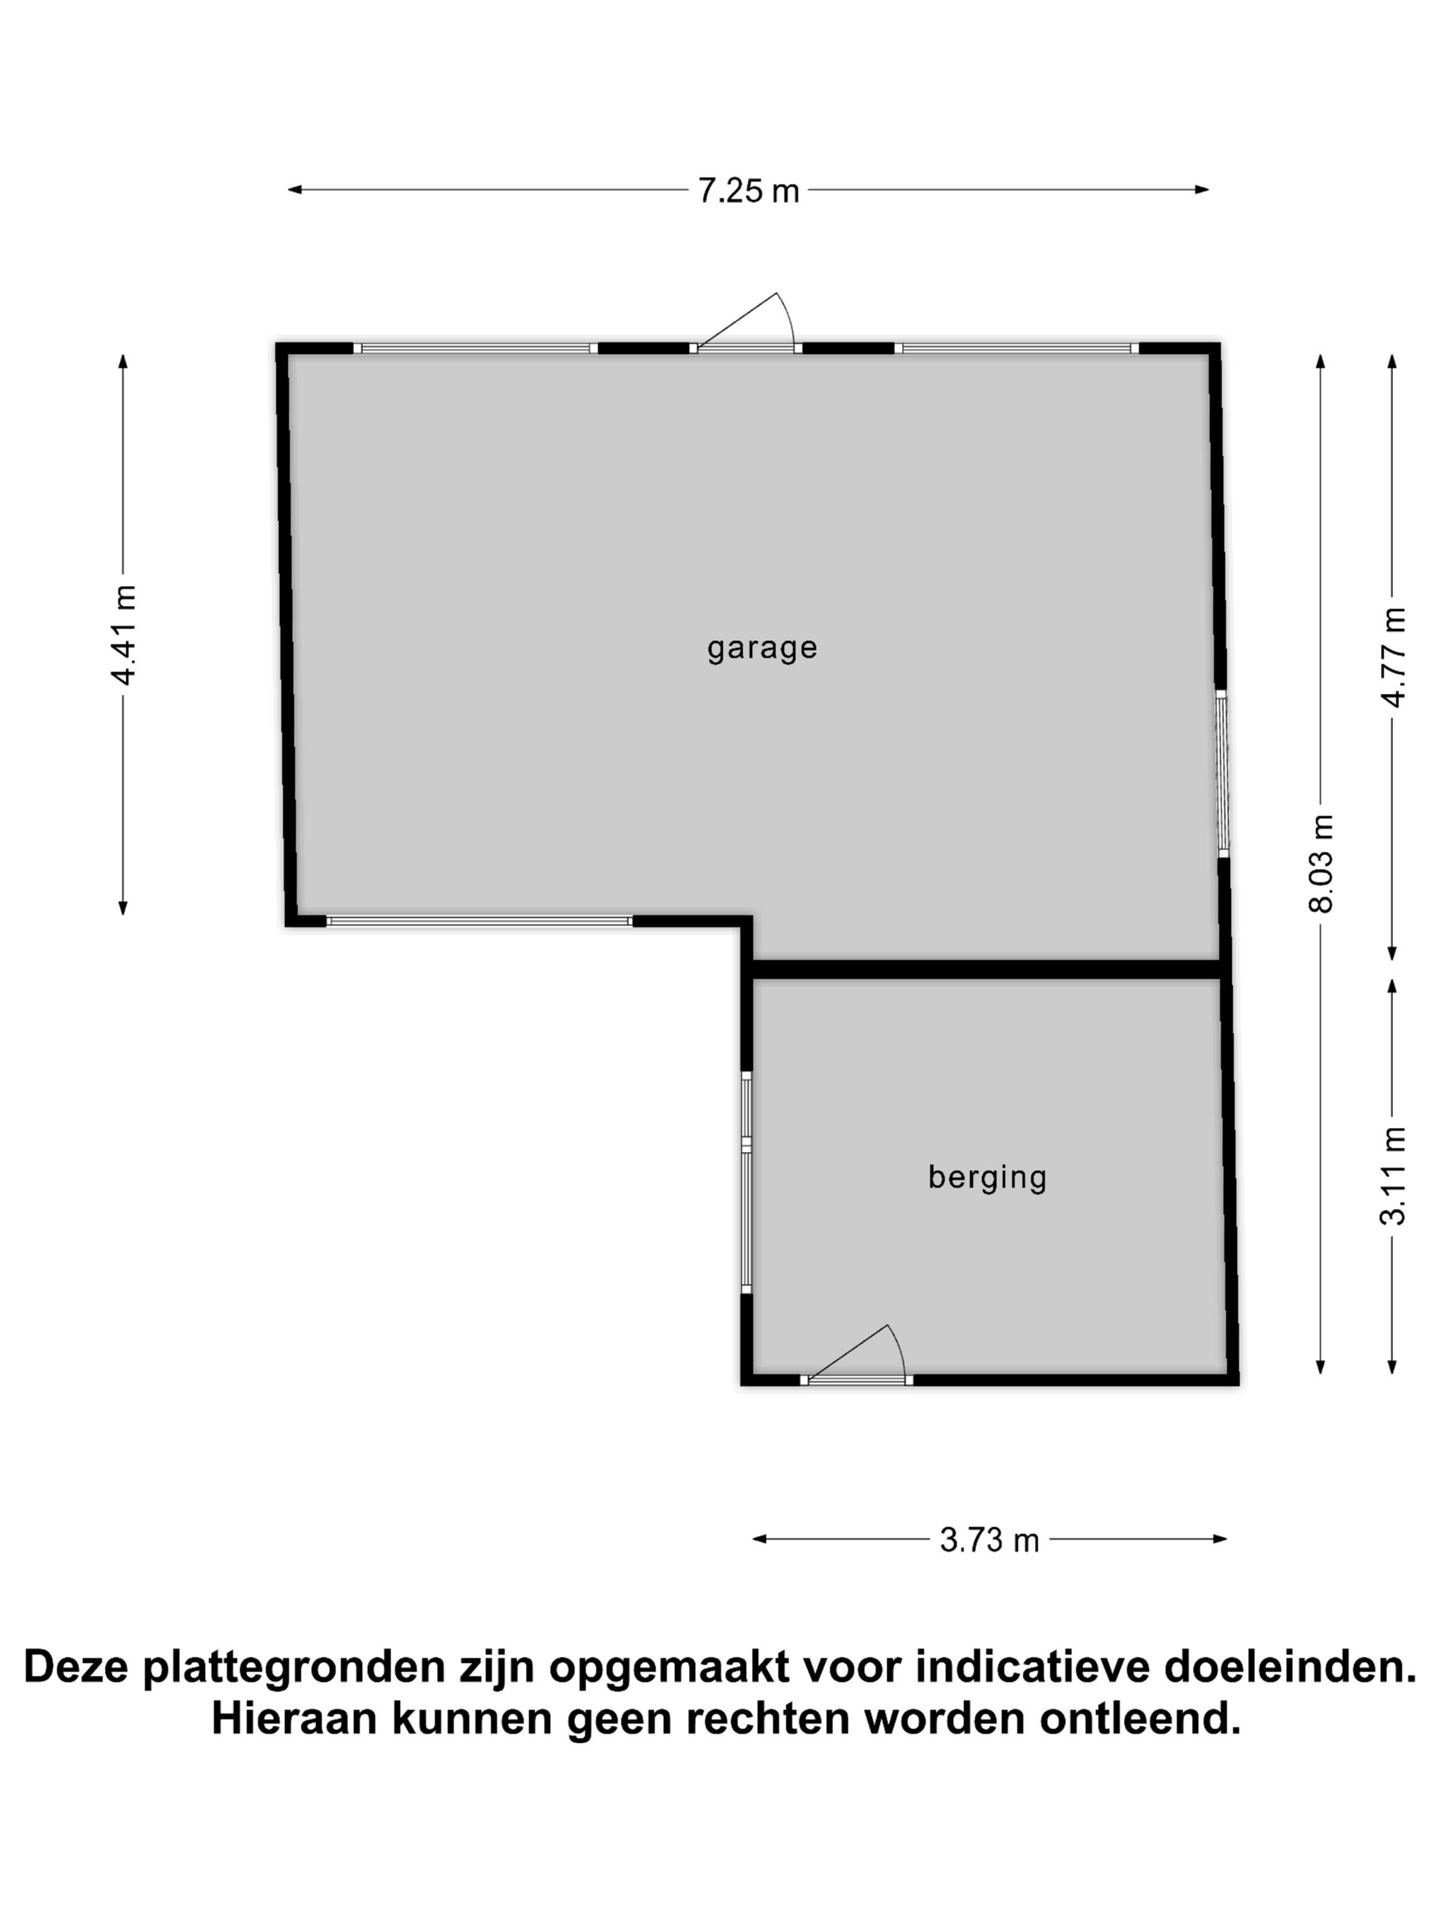 7.25 m
4.41 m
garage
4.77 m
8.03 m
3.11 m
berging
3.73 m
Deze plattegronden zijn opgemaakt voor indicatieve doeleinden.
Hieraan kunnen geen rechten worden ontleend.